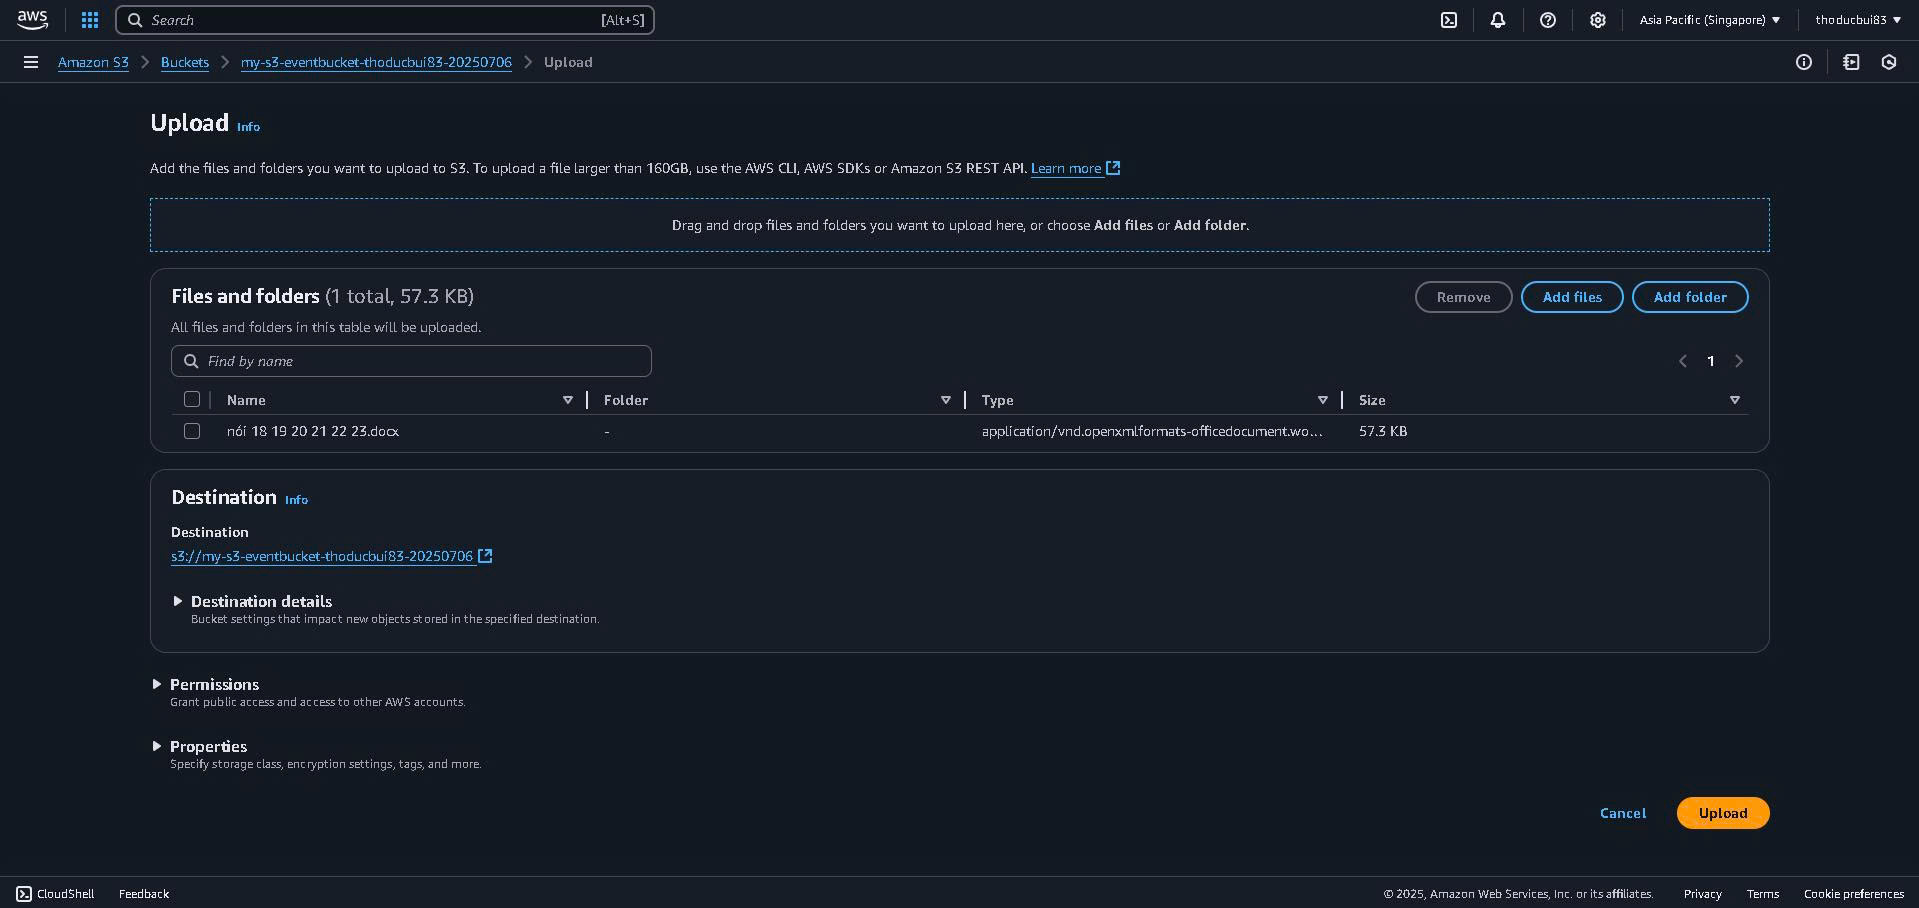 aws Search [Alt+S] Asia Pacific (Singapore) thoducbui83
Amazon S3 Buckets my-s3-eventbucket-thoducbui83-20250706 Upload
Upload Info
Add the files and folders you want to upload to S3. To upload a file larger than 160GB, use the AWS CLI, AWS SDKs or Amazon S3 REST API. Learn more
Drag and drop files and folders you want to upload here, or choose Add files or Add folder.
Files and folders (1 total, 57.3 KB) Remove Add files Add folder
All files and folders in this table will be uploaded.
Find by name 1
Name Folder Type Size
nói 18 19 20 21 22 23.docx - application/vnd.openxmlformats-officedocument.wo... 57.3 KB
Destination Info
Destination
s3://my-s3-eventbucket-thoducbui83-20250706
Destination details
Bucket settings that impact new objects stored in the specified destination.
Permissions
Grant public access and access to other AWS accounts.
Properties
Specify storage class, encryption settings, tags, and more.
Cancel Upload
CloudShell Feedback © 2025, Amazon Web Services, Inc. or its affiliates. Privacy Terms Cookie preferences